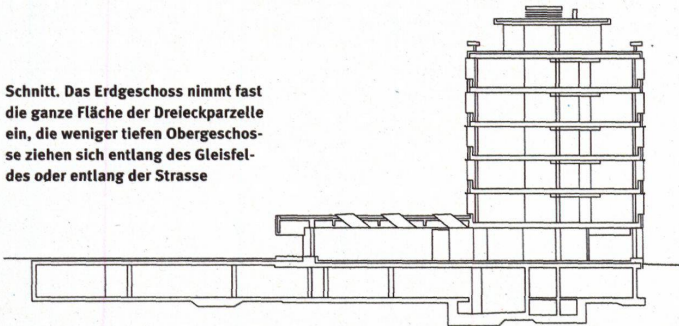 Schnitt. Das Erdgeschoss nimmt fast
die ganze Fläche der Dreieckparzelle
ein, die weniger tiefen Obergeschos-
se ziehen sich entlang des Gleisfel-
des oder entlang der Strasse